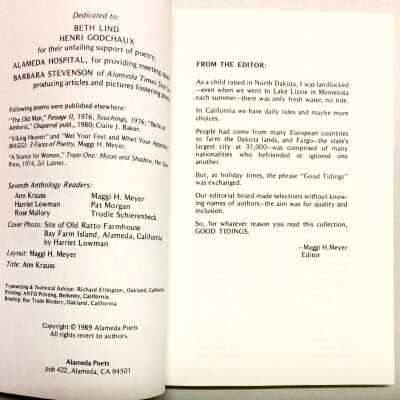 Dedicated to:
BETH LIND
HENRI GODCHAUX
for their unfailing support of poetry,
ALAMEDA HOSPITAL, for providing meeting
BARBARA STEVENSON of Alameda Times Star
producing articles and pictures fostering
Following poems were published elsewhere:
"The Old Man," Passage II, 1976, Touchings, 1976; "Belle of
Amherst," Chaparral publ., 1980; Claire J. Baker.
"Viking Heaven" and "Wet Your Feet and Whet Your Appetite,"
MAGGI: 3 Faces of Poetry, Maggi H. Meyer.
"A Stance for Women," Tram One: Moon and Shadow,
Press, 1974,
Seventh Anthology Readers:
Ann Krauss Maggi H. Meyer
Harriet Lowman Pat Morgan
Rose Mallory Trudie Schierenbeck
Cover Photo: Site of Old Ratto Farmhouse
Bay Farm Island, Alameda, California
by Harriet Lowman
Layout: Maggi H. Meyer
Title: Ann Krauss
Typesetting & Technical Advice: Richard Ellington, Oakland, California
Printing: ANTO Printing, Berkeley, California
Binding: Bay Trade Bindery, Oakland, California
Copyright © 1989 Alameda Poets
All rights revert to authors.
Alameda Poets
pob 422, Alameda, CA 94501
FROM THE EDITOR:
As a child raised in North Dakota, I was landlocked
—even when we went to Lake Lizzie in Minnesota
each summer—there was only fresh water, no tide.
In California we have daily tides and maybe more
choices.
People had come from many European countries
to farm the Dakota lands, and Fargo—the state's
largest city at 35,000—was comprised of many
nationalities who befriended or ignored one
another.
But, at holiday times, the phrase "Good Tidings"
was exchanged.
Our editorial board made selections without know-
ing names of authors—the aim was for quality and
inclusion.
So, for whatever reason you read this collection,
GOOD TIDINGS.
—Maggi H. Meyer
Editor